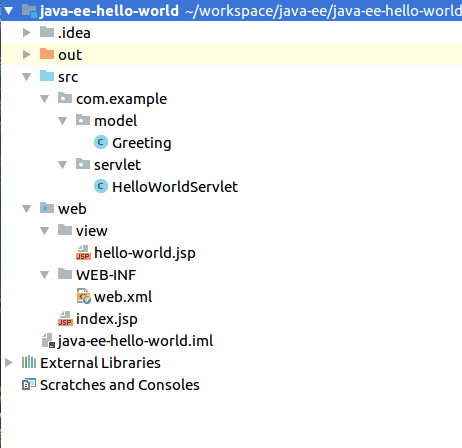 java-ee-hello-world ~/workspace/java-ee/java-ee-hello-world
.idea
out
src
com.example
model
C Greeting
servlet
C HelloWorldServlet
web
view
JSP hello-world.jsp
WEB-INF
web.xml
JSP index.jsp
java-ee-hello-world.iml
External Libraries
Scratches and Consoles